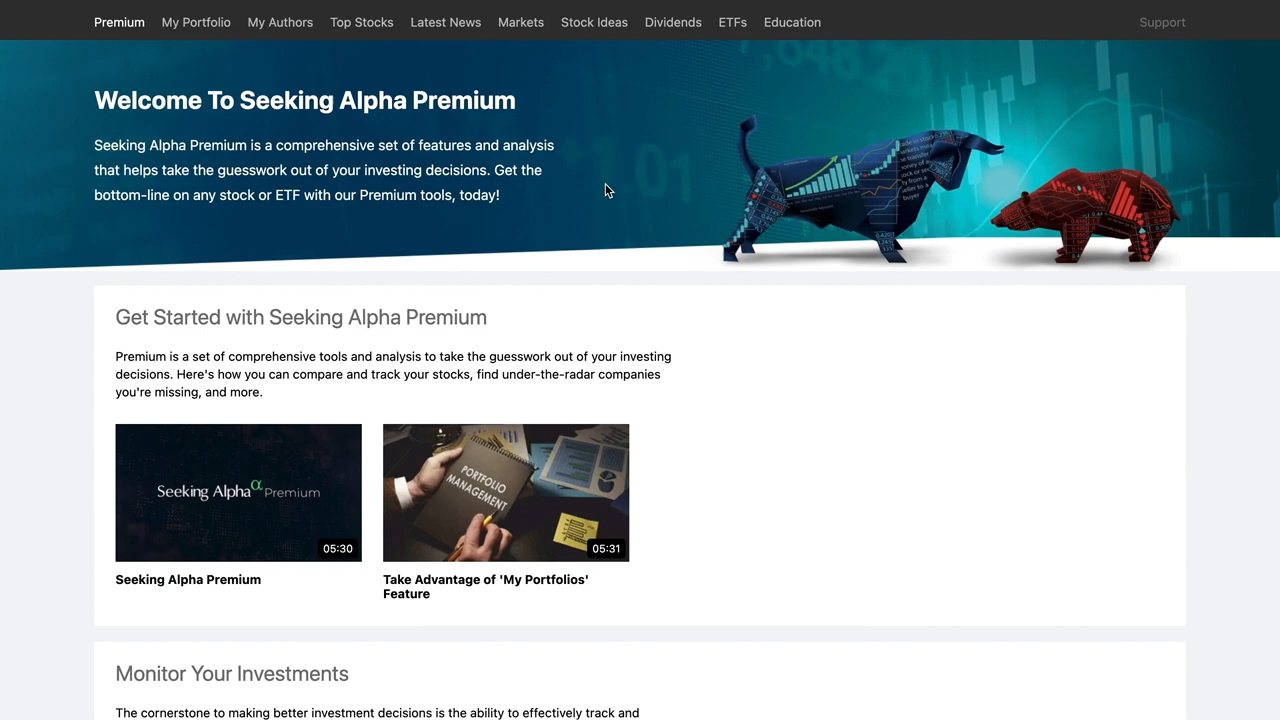 Premium My Portfolio My Authors Top Stocks Latest News Markets Stock Ideas Dividends ETFs Education Support
Welcome To Seeking Alpha Premium
Seeking Alpha Premium is a comprehensive set of features and analysis
that helps take the guesswork out of your investing decisions. Get the
bottom-line on any stock or ETF with our Premium tools, today!
Get Started with Seeking Alpha Premium
Premium is a set of comprehensive tools and analysis to take the guesswork out of your investing
decisions. Here's how you can compare and track your stocks, find under-the-radar companies
you're missing, and more.
Seeking Alphaα Premium
05:30
PORTFOLIO
MANAGEMENT
05:31
Seeking Alpha Premium
Take Advantage of 'My Portfolios'
Feature
Monitor Your Investments
The cornerstone to making better investment decisions is the ability to effectively track and